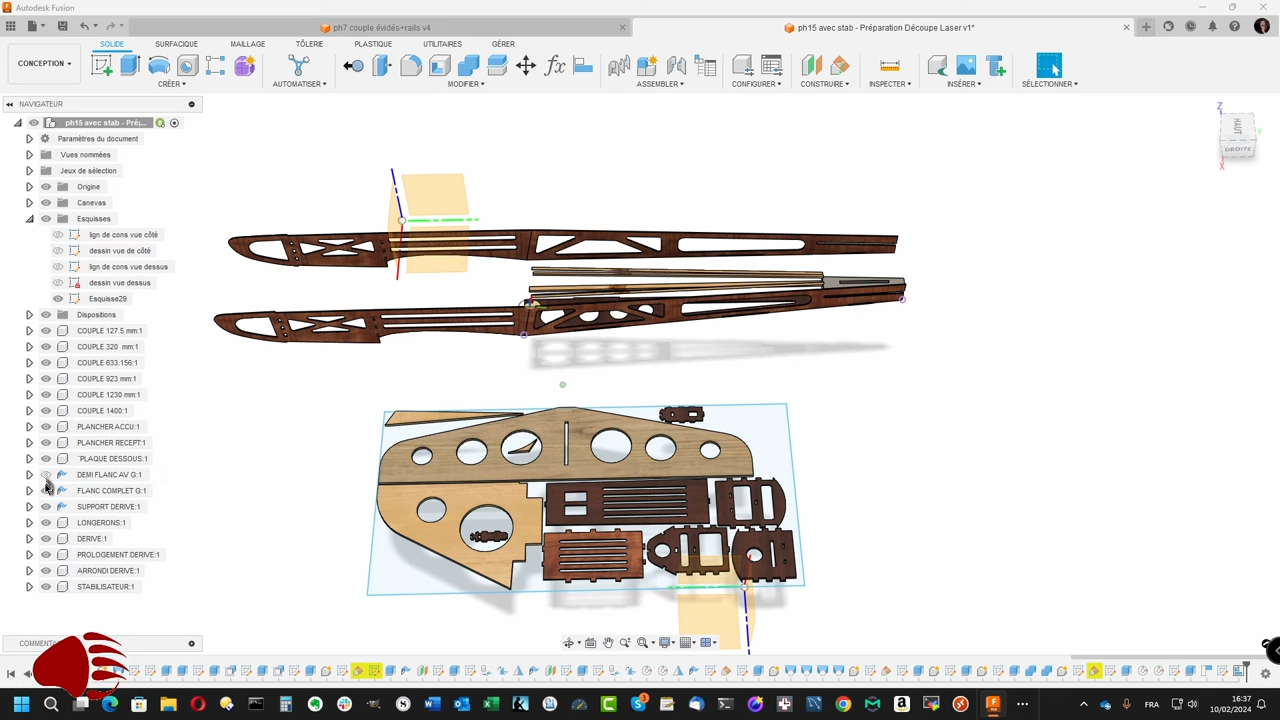 Autodesk Fusion
ph7 couple évidés+rails v4
ph15 avec stab - Préparation Découpe Laser v1*
CONCEPTION
SOLIDE
SURFACIQUE
MAILLAGE
TÔLERIE
PLASTIQUE
UTILITAIRES
GÉRER
CRÉER
AUTOMATISER
MODIFIER
ASSEMBLER
CONFIGURER
CONSTRUIRE
INSPECTER
INSÉRER
SÉLECTIONNER
NAVIGATEUR
ph15 avec stab - Prép...
Paramètres du document
Vues nommées
Jeux de sélection
Origine
Canevas
Esquisses
lign de cons vue côté
dessin vue de côté
lign de cons vue dessus
dessin vue dessus
Esquisse29
Dispositions
COUPLE 127.5 mm:1
COUPLE 320 mm:1
COUPLE 633.156:1
COUPLE 923 mm:1
COUPLE 1230 mm:1
COUPLE 1400:1
PLANCHER ACCU:1
PLANCHER RECEPT:1
¨PLAQUE DESSOUS:1
DEMI FLANC AV G:1
FLANC COMPLET G:1
SUPPORT DERIVE:1
LONGERONS:1
DERIVE:1
PROLOGEMENT DERIVE:1
ARRONDI DERIVE:1
STABILISATEUR:1
Z
HAUT
DROITE
Y
X
COMMENTA
FRA
16:37
10/02/2024